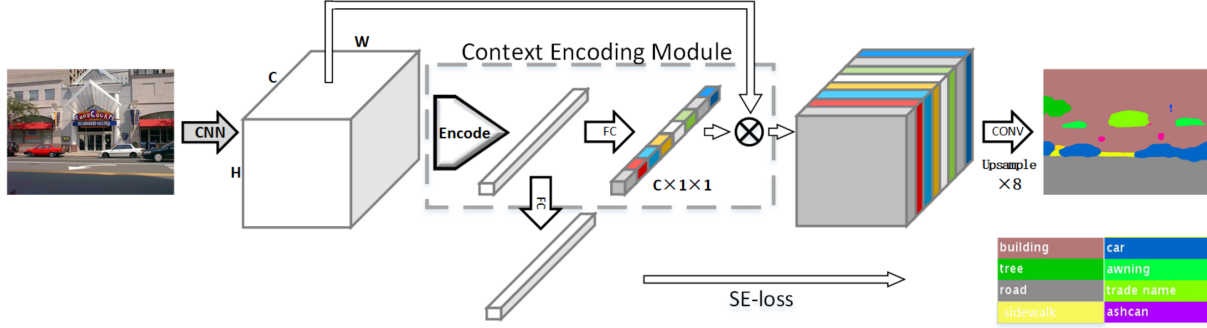 W
Context Encoding Module
C
FOODCOURT
CNN
Encode
FC
CONV
H
Upsample
×8
C×1×1
FC
SE-loss
building
car
tree
awning
road
trade name
sidewalk
ashcan